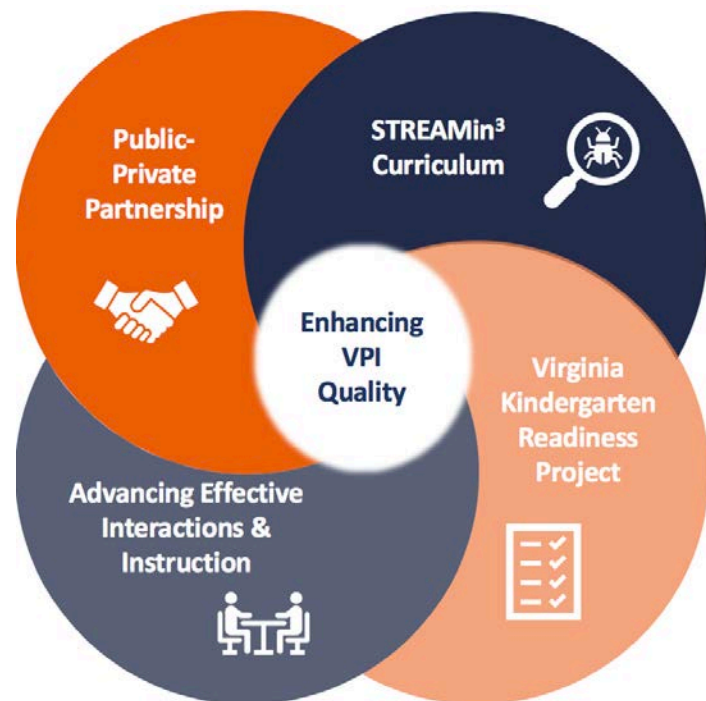 Public-
Private
Partnership
STREAMin³
Curriculum
Enhancing
VPI
Quality
Virginia
Kindergarten
Readiness
Project
Advancing Effective
Interactions &
Instruction